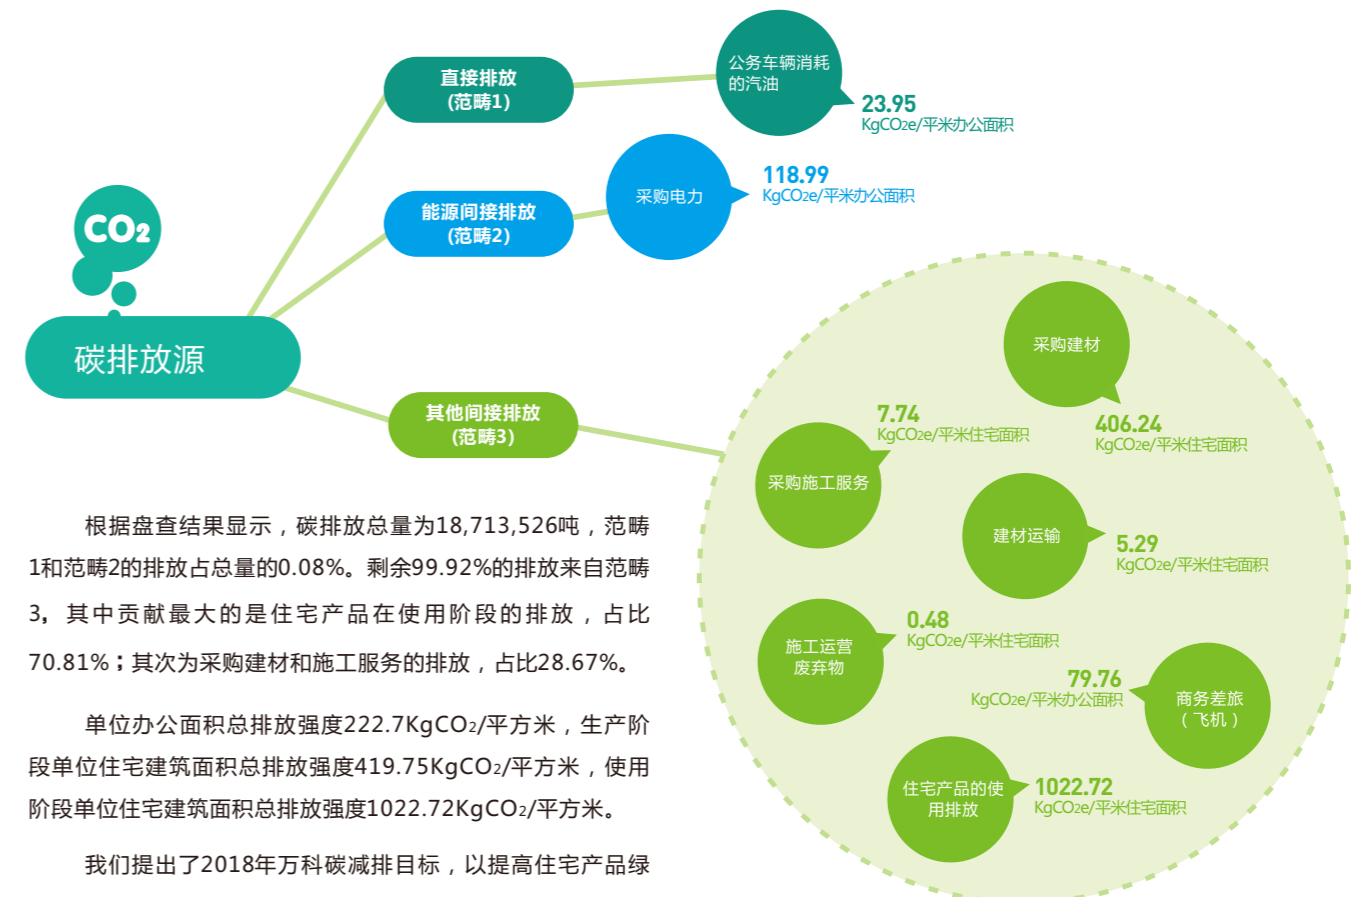 公务车辆消耗
的汽油
23.95
KgCO2e/平米办公面积
直接排放
(范畴1)
采购电力
118.99
KgCO2e/平米办公面积
能源间接排放
(范畴2)
CO2
碳排放源
其他间接排放
(范畴3)
采购建材
406.24
KgCO2e/平米住宅面积
7.74
KgCO2e/平米住宅面积
采购施工服务
建材运输
5.29
KgCO2e/平米住宅面积
施工运营
废弃物
0.48
KgCO2e/平米住宅面积
79.76
KgCO2e/平米办公面积
商务差旅
（飞机）
住宅产品的使
用排放
1022.72
KgCO2e/平米住宅面积
根据盘查结果显示，碳排放总量为18,713,526吨，范畴
1和范畴2的排放占总量的0.08%。剩余99.92%的排放来自范畴
3，其中贡献最大的是住宅产品在使用阶段的排放，占比
70.81%；其次为采购建材和施工服务的排放，占比28.67%。
单位办公面积总排放强度222.7KgCO2/平方米，生产阶
段单位住宅建筑面积总排放强度419.75KgCO2/平方米，使用
阶段单位住宅建筑面积总排放强度1022.72KgCO2/平方米。
我们提出了2018年万科碳减排目标，以提高住宅产品绿